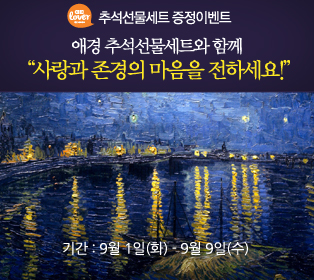 lover
추석선물세트 증정이벤트
애경 추석선물세트와 함께
“사랑과 존경의 마음을 전하세요!”
기간 : 9월 1일(화) - 9월 9일(수)